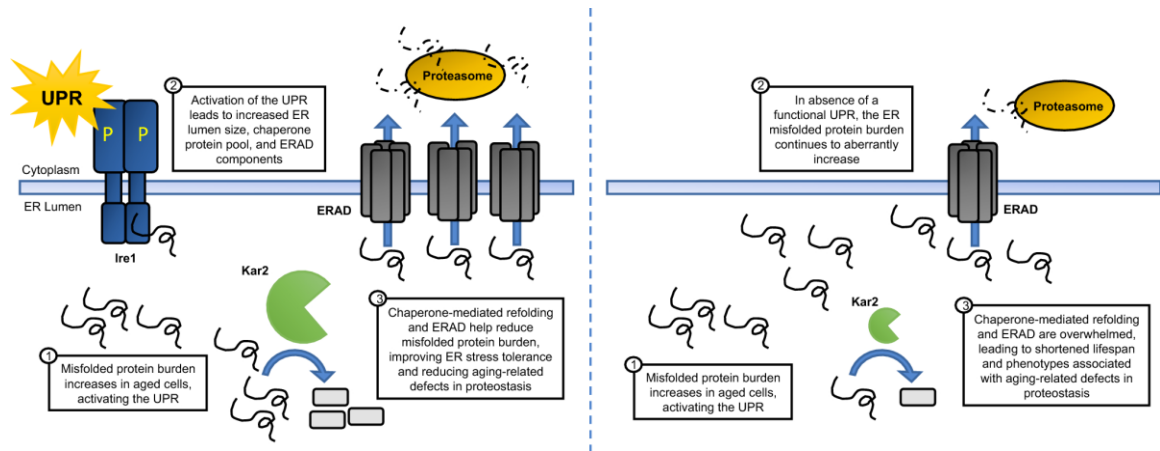 UPR
P P
Cytoplasm
ER Lumen
Ire1
2
Activation of the UPR
leads to increased ER
lumen size, chaperone
protein pool, and ERAD
components
Proteasome
ERAD
Kar2
1
Misfolded protein burden
increases in aged cells,
activating the UPR
3
Chaperone-mediated refolding
and ERAD help reduce
misfolded protein burden,
improving ER stress tolerance
and reducing aging-related
defects in proteostasis
2
In absence of a
functional UPR, the ER
misfolded protein burden
continues to aberrantly
increase
Proteasome
ERAD
Kar2
1
Misfolded protein burden
increases in aged cells,
activating the UPR
3
Chaperone-mediated refolding
and ERAD are overwhelmed,
leading to shortened lifespan
and phenotypes associated
with aging-related defects in
proteostasis